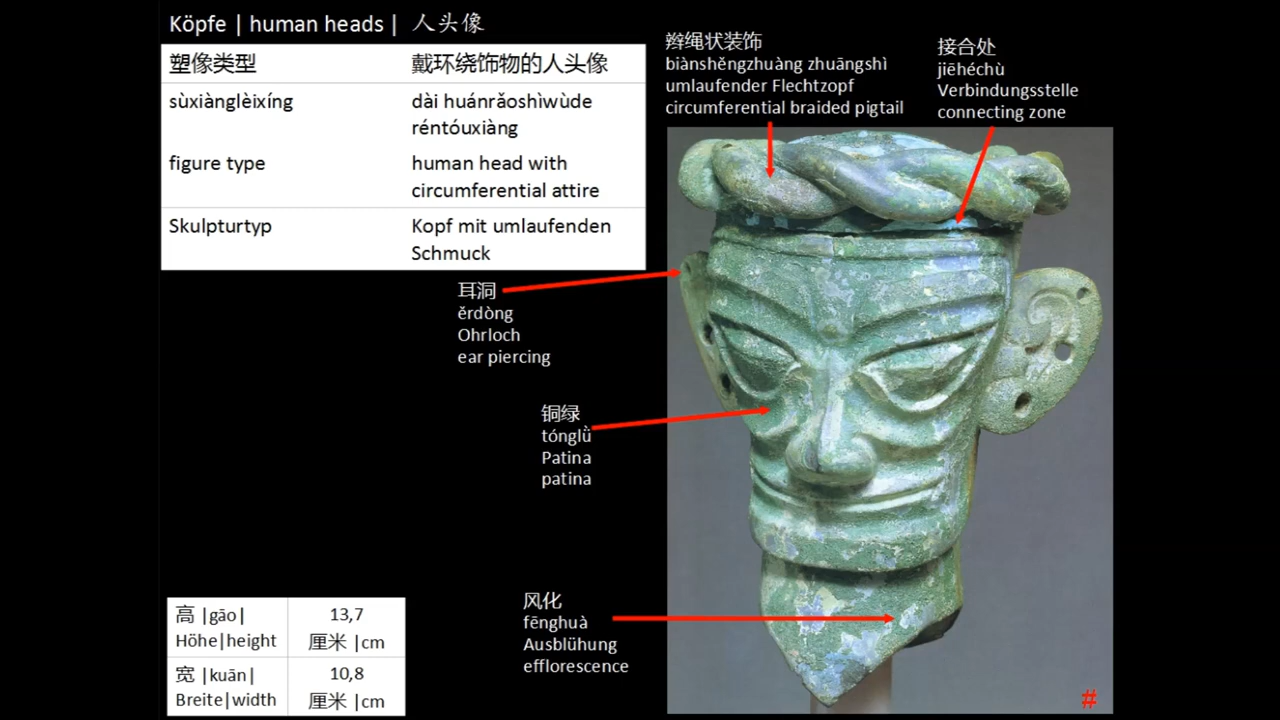 Köpfe | human heads | 人头像
塑像类型 戴环绕饰物的人头像
sùxiànglèixíng dài huánrǎoshìwùde
réntóuxiàng
figure type human head with
circumferential attire
Skulpturtyp Kopf mit umlaufenden
Schmuck
辫绳状装饰
biànshěngzhuàng zhuāngshì
umlaufender Flechtzopf
circumferential braided pigtail
接合处
jiēhéchù
Verbindungsstelle
connecting zone
耳洞
ěrdòng
Ohrloch
ear piercing
铜绿
tónglǜ
Patina
patina
风化
fēnghuà
Ausblühung
efflorescence
高 |gāo| 13,7
Höhe|height 厘米 |cm
宽 |kuān| 10,8
Breite|width 厘米 |cm
#